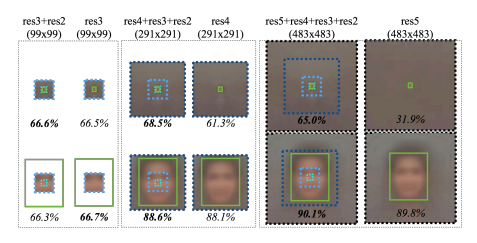 res3+res2 res3 res4+res3+res2 res4 res5+res4+res3+res2 res5
(99x99) (99x99) (291x291) (291x291) (483x483) (483x483)
66.6% 66.5% 68.5% 61.3% 65.0% 31.9%
66.3% 66.7% 88.6% 88.1% 90.1% 89.8%